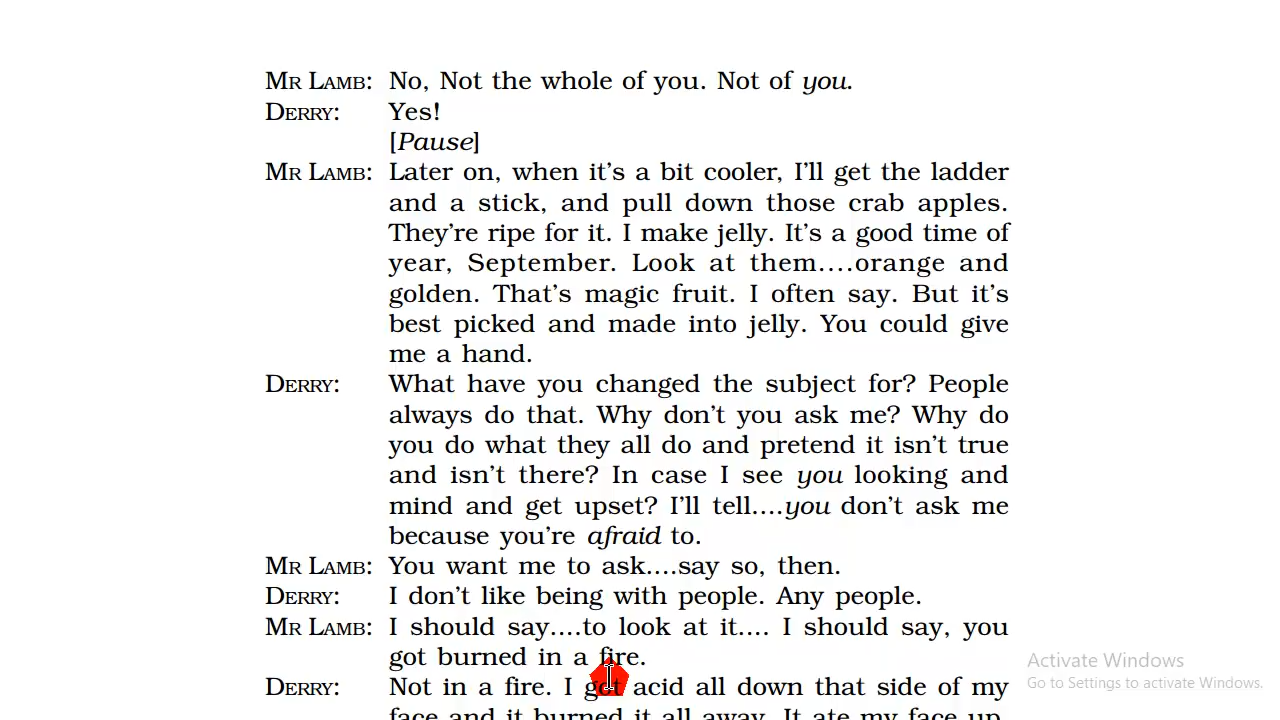 MR LAMB: No, Not the whole of you. Not of you.
DERRY: Yes!
[Pause]
MR LAMB: Later on, when it's a bit cooler, I'll get the ladder
and a stick, and pull down those crab apples.
They're ripe for it. I make jelly. It's a good time of
year, September. Look at them....orange and
golden. That's magic fruit. I often say. But it's
best picked and made into jelly. You could give
me a hand.
DERRY: What have you changed the subject for? People
always do that. Why don't you ask me? Why do
you do what they all do and pretend it isn't true
and isn't there? In case I see you looking and
mind and get upset? I'll tell....you don't ask me
because you're afraid to.
MR LAMB: You want me to ask....say so, then.
DERRY: I don't like being with people. Any people.
MR LAMB: I should say....to look at it.... I should say, you
got burned in a fire.
DERRY: Not in a fire. I got acid all down that side of my
face and it burned it all away. It ate my face up.
Activate Windows
Go to Settings to activate Windows.